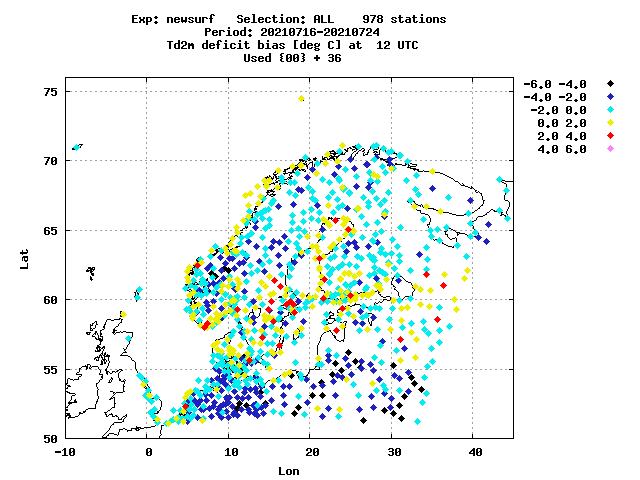 Exp: newsurf   Selection: ALL    978 stations
Period: 20210716-20210724
Td2m deficit bias [deg C] at  12 UTC
Used {00} + 36
-6.0 -4.0
-4.0 -2.0
-2.0 0.0
0.0 2.0
2.0 4.0
4.0 6.0
75
70
65
60
55
50
Lat
-10 0 10 20 30 40
Lon